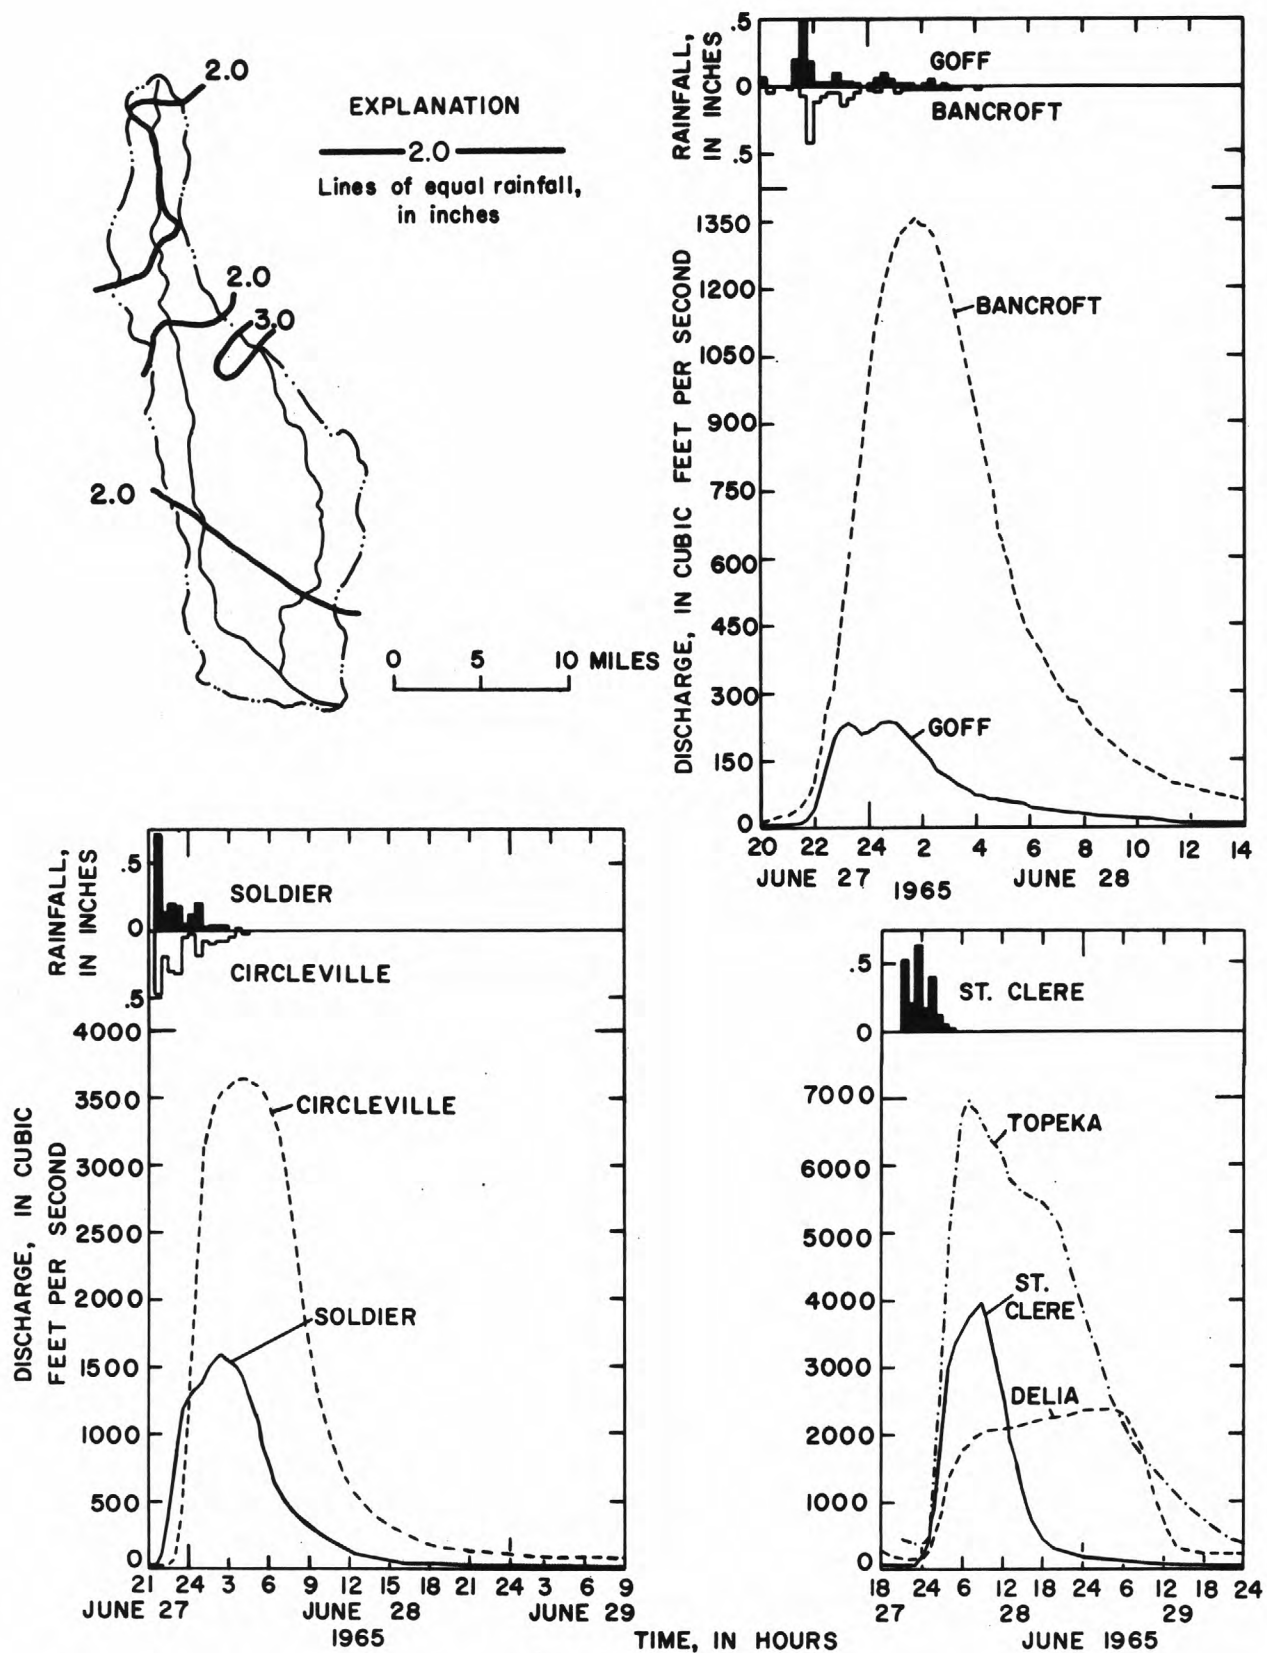 2.0
EXPLANATION
2.0
Lines of equal rainfall,
in inches
2.0
3.0
2.0
0 5 10 MILES
RAINFALL,
IN INCHES
.5
0
.5
GOFF
BANCROFT
DISCHARGE, IN CUBIC FEET PER SECOND
1350
1200
1050
900
750
600
450
300
150
0
BANCROFT
GOFF
20 22 24 2 4 6 8 10 12 14
JUNE 27 JUNE 28
1965
RAINFALL,
IN INCHES
.5
0
.5
SOLDIER
CIRCLEVILLE
DISCHARGE, IN CUBIC
FEET PER SECOND
4000
3500
3000
2500
2000
1500
1000
500
0
CIRCLEVILLE
SOLDIER
21 24 3 6 9 12 15 18 21 24 3 6 9
JUNE 27 JUNE 28 JUNE 29
1965
.5
0
ST. CLERE
7000
6000
5000
4000
3000
2000
1000
0
TOPEKA
ST.
CLERE
DELIA
18 24 6 12 18 24 6 12 18 24
27 28 29
JUNE 1965
TIME, IN HOURS